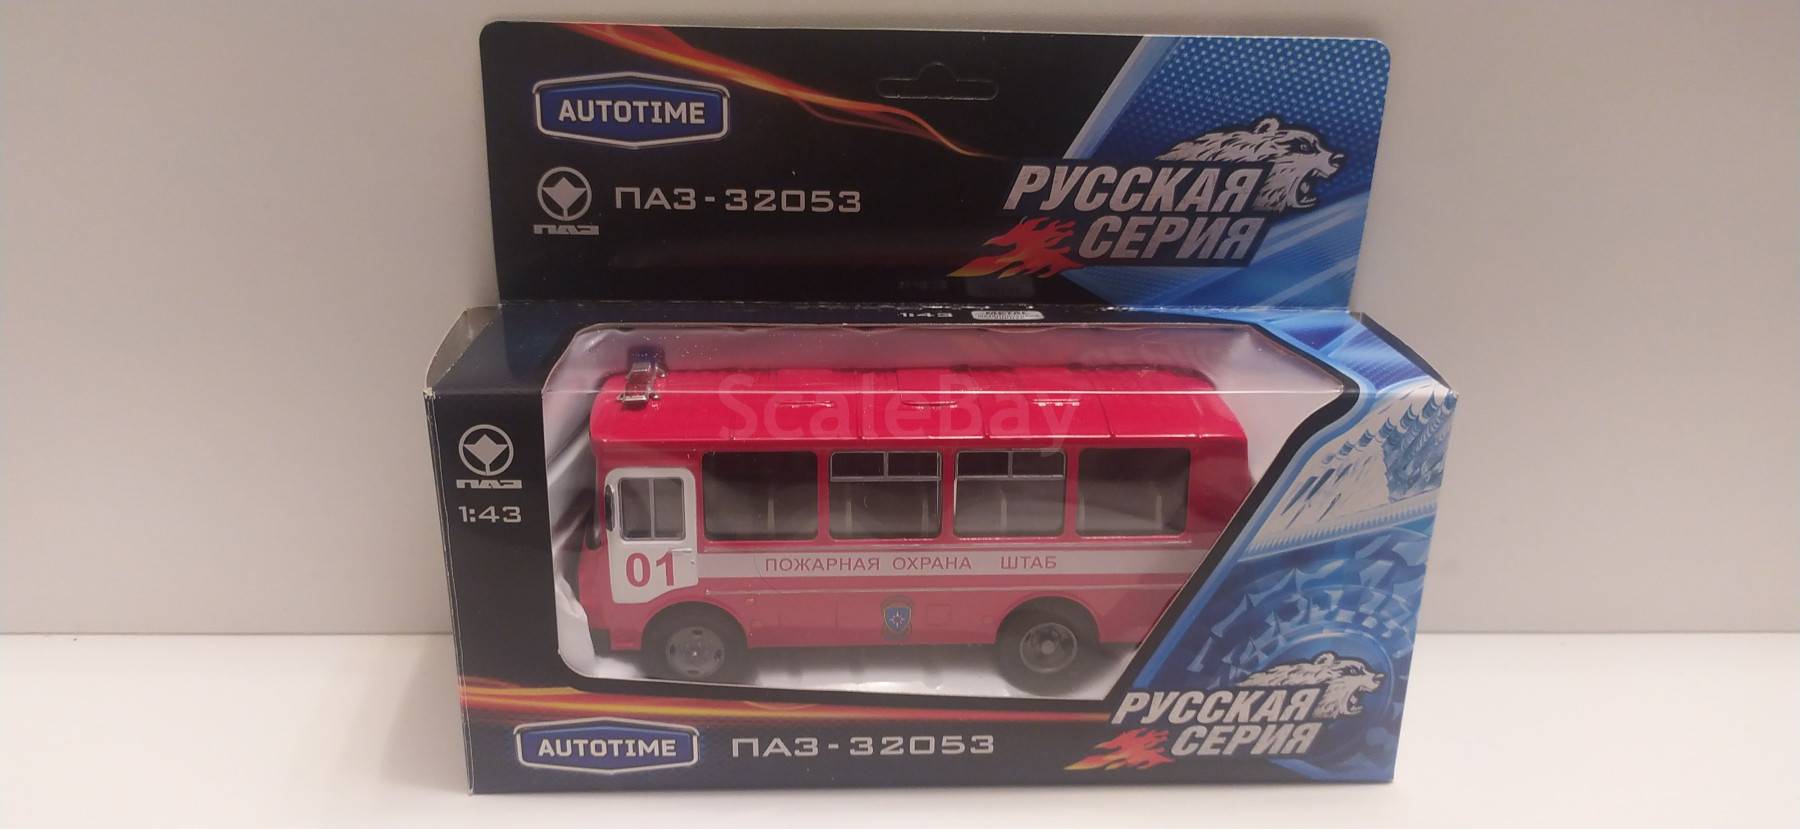 AUTOTIME
ПАЗ
ПАЗ-32053
РУССКАЯ
СЕРИЯ
1:43
METAL
ScaleBay
ПАЗ
1:43
01
ПОЖАРНАЯ ОХРАНА ШТАБ
AUTOTIME
ПАЗ-32053
РУССКАЯ
СЕРИЯ